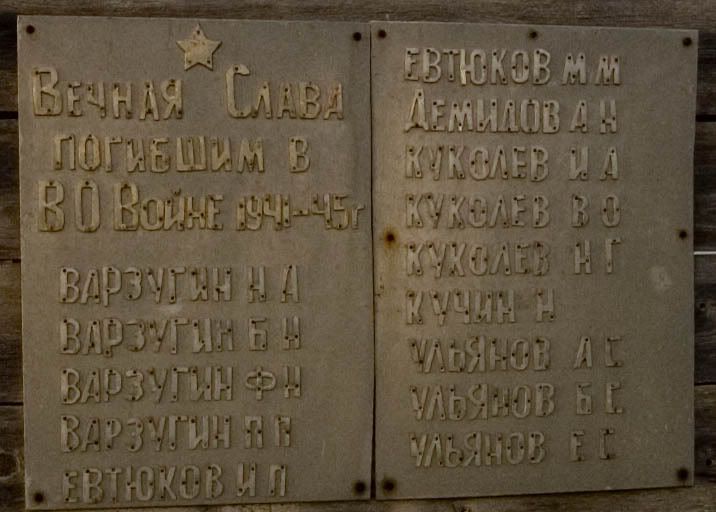 Вечная Слава
погибшим в
ВО Войне 1941-45г
ВАРЗУГИН Н А
ВАРЗУГИН Б Н
ВАРЗУГИН Ф Н
ВАРЗУГИН П П
ЕВТЮКОВ И П
ЕВТЮКОВ М М
ДЕМИДОВ А Н
КУКОЛЕВ И А
КУКОЛЕВ В О
КУКОЛЕВ Н Г
КУЧИН Н
УЛЬЯНОВ А С
УЛЬЯНОВ Б С
УЛЬЯНОВ Е С